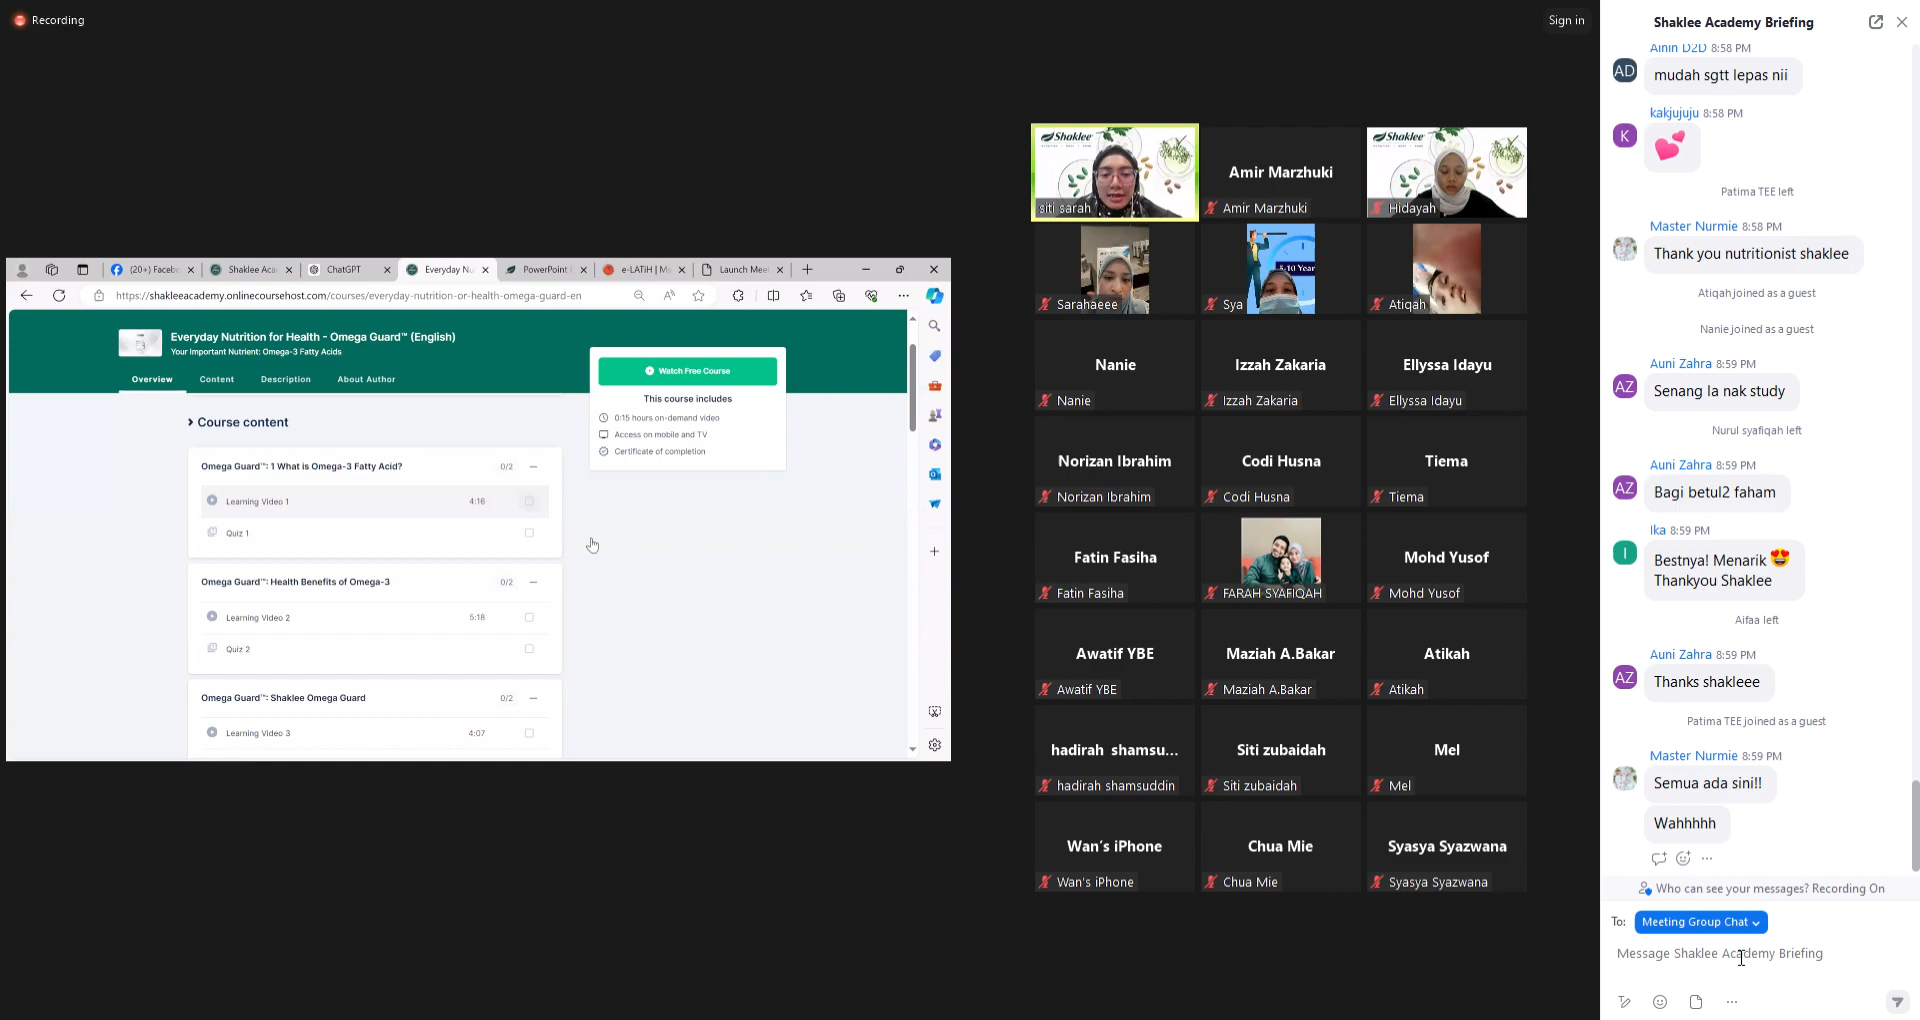 Recording
Sign in
(20+) Faceb
Shaklee Aca
ChatGPT
Everyday Nu
PowerPoint
e-LATiH | M
Launch Mee
https://shakleeacademy.onlinecoursehost.com/courses/everyday-nutrition-or-health-omega-guard-en
Everyday Nutrition for Health - Omega Guard™ (English)
Your Important Nutrient: Omega-3 Fatty Acids
Overview
Content
Description
About Author
Watch Free Course
This course includes
0:15 hours on-demand video
Access on mobile and TV
Certificate of completion
Course content
Omega Guard™: 1 What is Omega-3 Fatty Acid?
0/2
Learning Video 1
4:16
Quiz 1
Omega Guard™: Health Benefits of Omega-3
0/2
Learning Video 2
5:18
Quiz 2
Omega Guard™: Shaklee Omega Guard
0/2
Learning Video 3
4:07
Shaklee
siti sarah
Amir Marzhuki
Amir Marzhuki
Shaklee
Hidayah
Sarahaeee
8-10 Year
Sya
Atiqah
Nanie
Nanie
Izzah Zakaria
Izzah Zakaria
Ellyssa Idayu
Ellyssa Idayu
Norizan Ibrahim
Norizan Ibrahim
Codi Husna
Codi Husna
Tiema
Tiema
Fatin Fasiha
Fatin Fasiha
FARAH SYAFIQAH
Mohd Yusof
Mohd Yusof
Awatif YBE
Awatif YBE
Maziah A.Bakar
Maziah A.Bakar
Atikah
Atikah
hadirah shamsu...
hadirah shamsuddin
Siti zubaidah
Siti zubaidah
Mel
Mel
Wan's iPhone
Wan's iPhone
Chua Mie
Chua Mie
Syasya Syazwana
Syasya Syazwana
Shaklee Academy Briefing
Ainin D2D 8:58 PM
AD
mudah sgtt lepas nii
kakjujuju 8:58 PM
K
Patima TEE left
Master Nurmie 8:58 PM
Thank you nutritionist shaklee
Atiqah joined as a guest
Nanie joined as a guest
Auni Zahra 8:59 PM
AZ
Senang la nak study
Nurul syafiqah left
Auni Zahra 8:59 PM
AZ
Bagi betul2 faham
Ika 8:59 PM
I
Bestnya! Menarik 😍
Thankyou Shaklee
Aifaa left
Auni Zahra 8:59 PM
AZ
Thanks shakleee
Patima TEE joined as a guest
Master Nurmie 8:59 PM
Semua ada sini!!
Wahhhhh
Who can see your messages? Recording On
To: Meeting Group Chat
Message Shaklee Academy Briefing